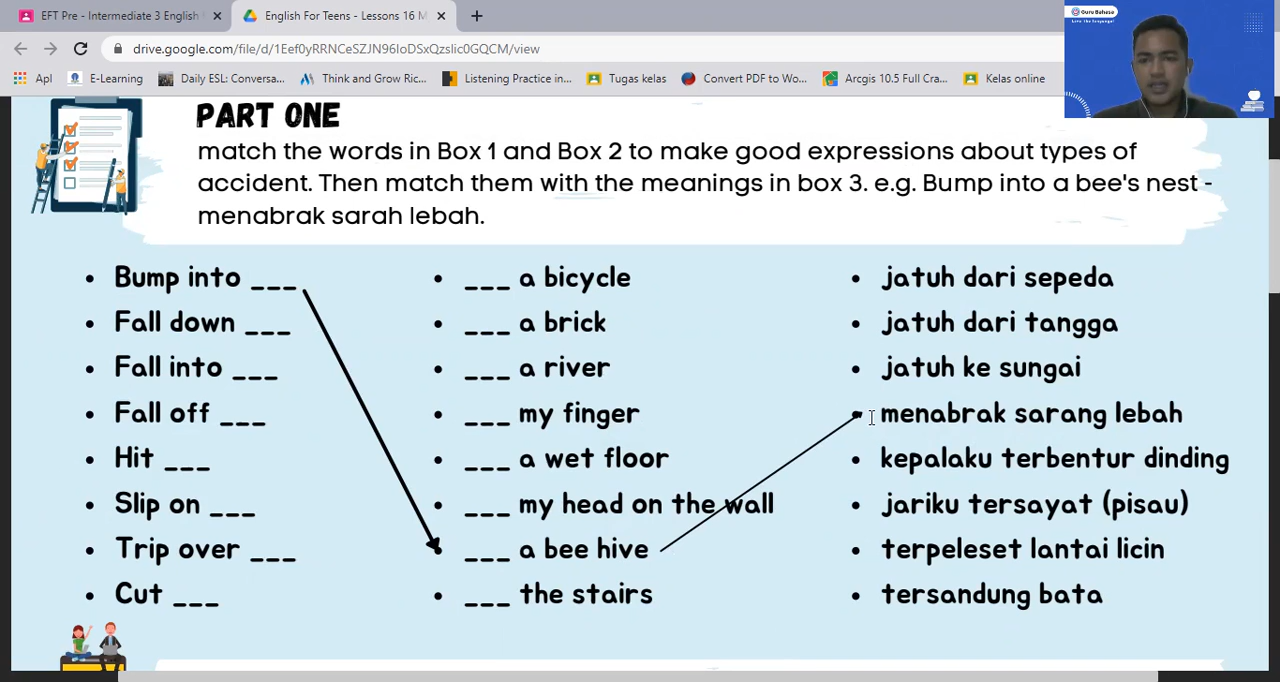 EFT Pre - Intermediate 3 English
English For Teens - Lessons 16 M
drive.google.com/file/d/1Eef0yRRNCeSZJN96IoDSxQzslic0GQCM/view
Apl
E-Learning
Daily ESL: Conversa...
Think and Grow Ric...
Listening Practice in...
Tugas kelas
Convert PDF to Wo...
Arcgis 10.5 Full Cra...
Kelas online
Guru Bahasa
PART ONE
match the words in Box 1 and Box 2 to make good expressions about types of
accident. Then match them with the meanings in box 3. e.g. Bump into a bee's nest -
menabrak sarah lebah.
• Bump into ___
• Fall down ___
• Fall into ___
• Fall off ___
• Hit ___
• Slip on ___
• Trip over ___
• Cut ___
• ___ a bicycle
• ___ a brick
• ___ a river
• ___ my finger
• ___ a wet floor
• ___ my head on the wall
• ___ a bee hive
• ___ the stairs
• jatuh dari sepeda
• jatuh dari tangga
• jatuh ke sungai
• menabrak sarang lebah
• kepalaku terbentur dinding
• jariku tersayat (pisau)
• terpeleset lantai licin
• tersandung bata